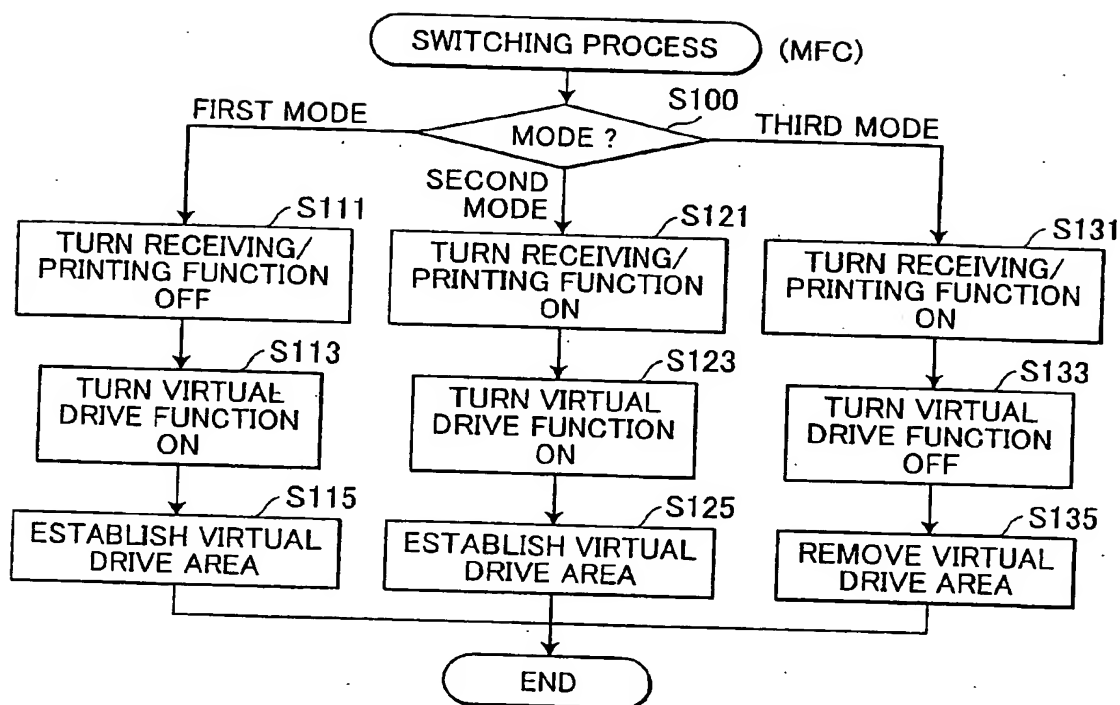 SWITCHING PROCESS
(MFC)
S100
MODE ?
FIRST MODE
SECOND
MODE
THIRD MODE
S111
TURN RECEIVING/
PRINTING FUNCTION
OFF
S113
TURN VIRTUAL
DRIVE FUNCTION
ON
S115
ESTABLISH VIRTUAL
DRIVE AREA
S121
TURN RECEIVING/
PRINTING FUNCTION
ON
S123
TURN VIRTUAL
DRIVE FUNCTION
ON
S125
ESTABLISH VIRTUAL
DRIVE AREA
S131
TURN RECEIVING/
PRINTING FUNCTION
ON
S133
TURN VIRTUAL
DRIVE FUNCTION
OFF
S135
REMOVE VIRTUAL
DRIVE AREA
END